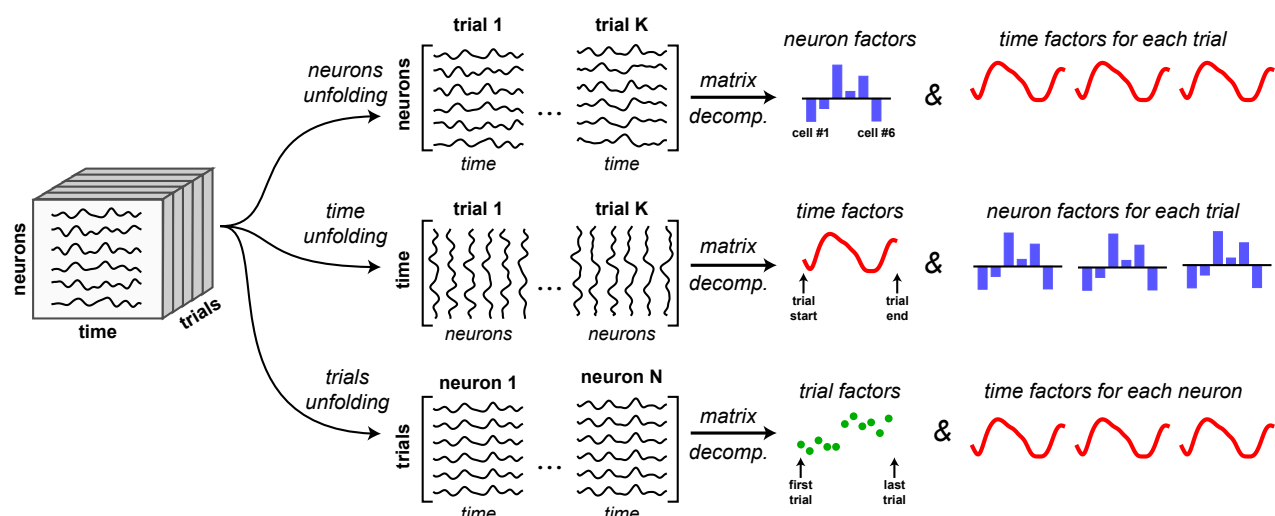 neurons
time
trials
neurons
unfolding
trial 1
trial K
neurons
...
time
time
matrix
decomp.
neuron factors
cell #1
cell #6
&
time factors for each trial
time
unfolding
trial 1
trial K
time
...
neurons
neurons
matrix
decomp.
time factors
trial
start
trial
end
&
neuron factors for each trial
trials
unfolding
neuron 1
neuron N
trials
...
time
time
matrix
decomp.
trial factors
first
trial
last
trial
&
time factors for each neuron